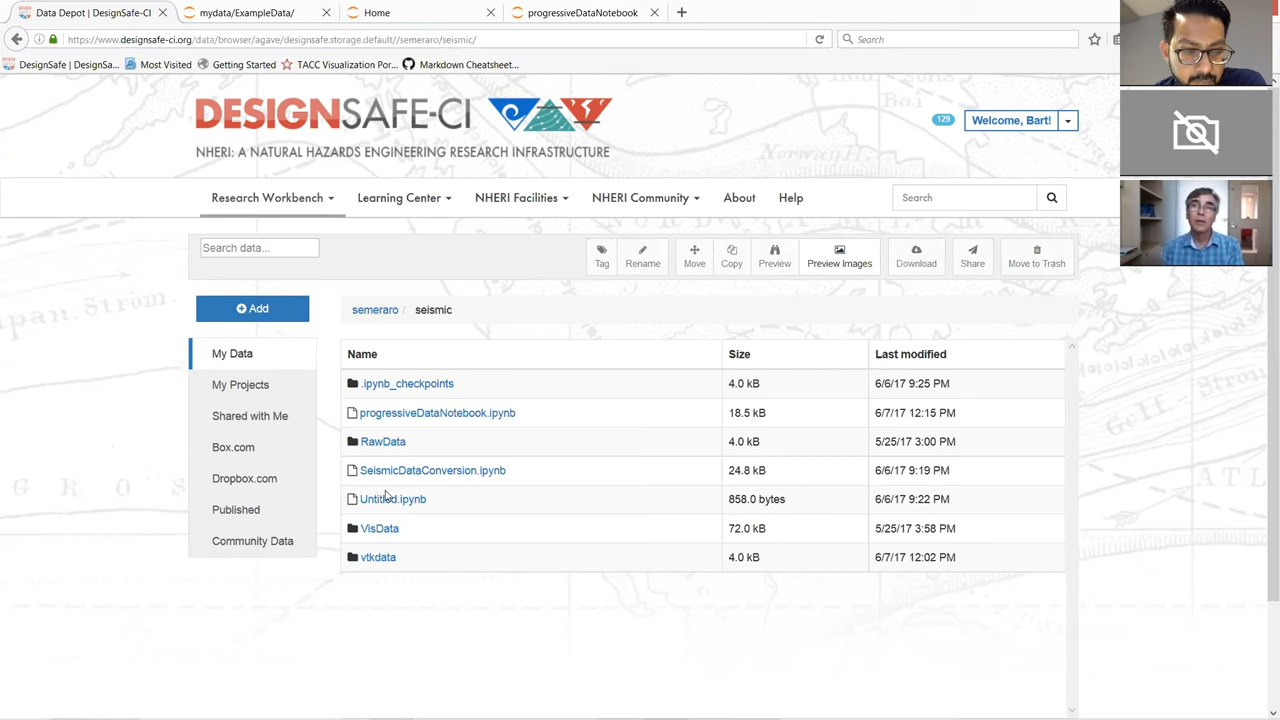 Data Depot | DesignSafe-CI
mydata/ExampleData/
Home
progressiveDataNotebook
https://www.designsafe-ci.org/data/browser/agave/designsafe.storage.default//semeraro/seismic/
Search
DesignSafe | DesignSa...
Most Visited
Getting Started
TACC Visualization Por...
Markdown Cheatsheet...
DESIGNSAFE-CI
NHERI: A NATURAL HAZARDS ENGINEERING RESEARCH INFRASTRUCTURE
129
Welcome, Bart!
Research Workbench
Learning Center
NHERI Facilities
NHERI Community
About
Help
Search
Search data...
Tag
Rename
Move
Copy
Preview
Preview Images
Download
Share
Move to Trash
Add
semeraro / seismic
My Data
My Projects
Shared with Me
Box.com
Dropbox.com
Published
Community Data
Name Size Last modified
.ipynb_checkpoints 4.0 kB 6/6/17 9:25 PM
progressiveDataNotebook.ipynb 18.5 kB 6/7/17 12:15 PM
RawData 4.0 kB 5/25/17 3:00 PM
SeismicDataConversion.ipynb 24.8 kB 6/6/17 9:19 PM
Untitled.ipynb 858.0 bytes 6/6/17 9:22 PM
VisData 72.0 kB 5/25/17 3:58 PM
vtkdata 4.0 kB 6/7/17 12:02 PM